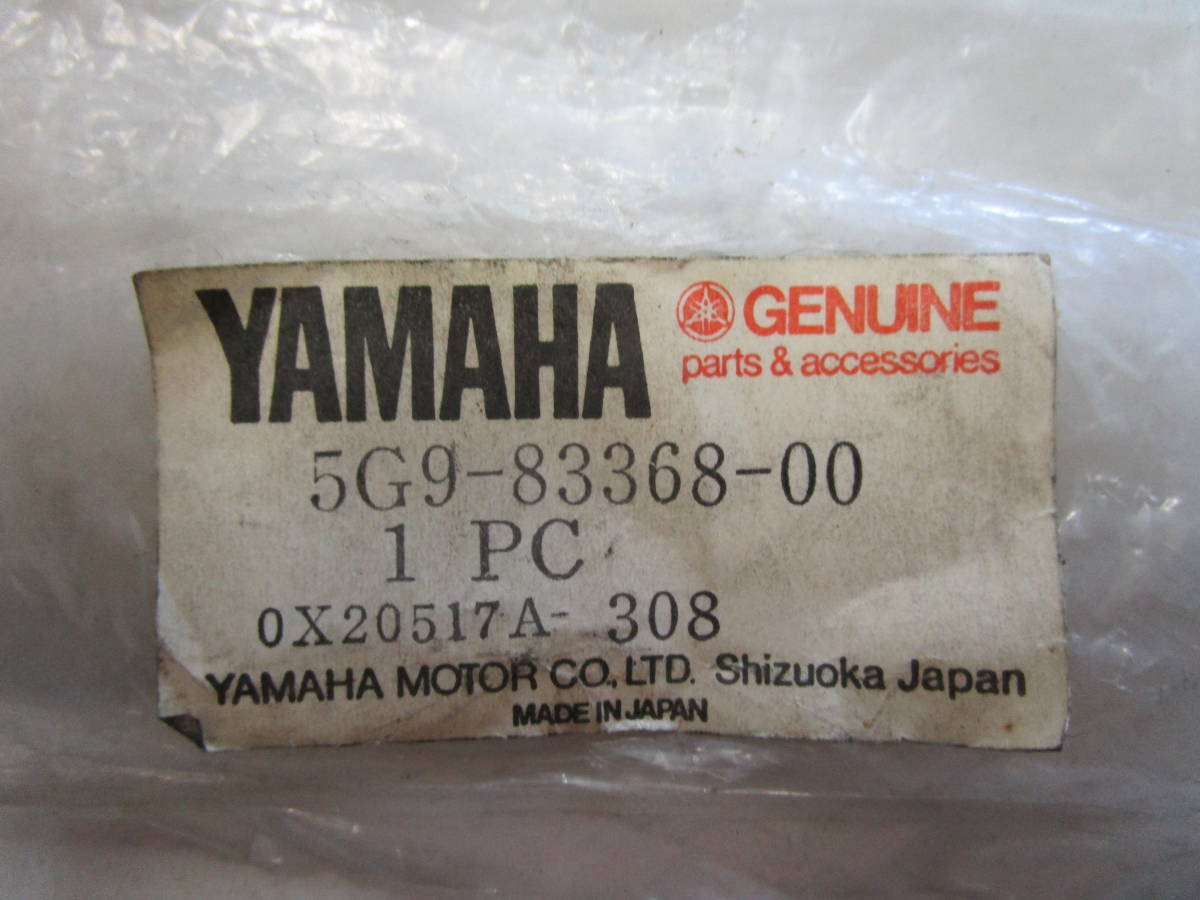 YAMAHA GENUINE
parts & accessories
5G9-83368-00
1 PC
0X20517A- 308
YAMAHA MOTOR CO., LTD. Shizuoka Japan
MADE IN JAPAN